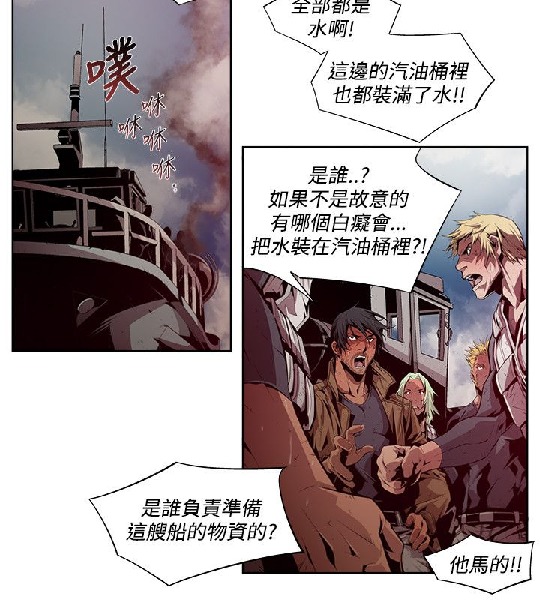 全部都是
水啊!
這邊的汽油桶裡
也都裝滿了水!!
噗
咻
咻
咻
咻
是誰..?
如果不是故意的
有哪個白癡會...
把水裝在汽油桶裡?!
是誰負責準備
這艘船的物資的?
他馬的!!